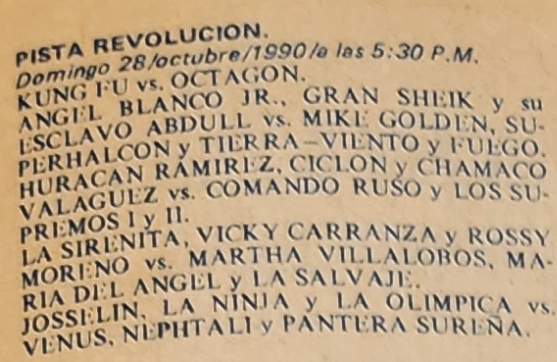 PISTA REVOLUCION.
Domingo 28/octubre/1990/a las 5:30 P.M.
KUNG FU vs. OCTAGON.
ANGEL BLANCO JR., GRAN SHEIK y su
ESCLAVO ABDULL vs. MIKE GOLDEN, SU-
PERHALCON y TIERRA-VIENTO y FUEGO.
HURACAN RAMIREZ, CICLON y CHAMACO
VALAGUEZ vs. COMANDO RUSO y LOS SU-
PREMOS I y II.
LA SIRENITA, VICKY CARRANZA y ROSSY
MORENO vs. MARTHA VILLALOBOS, MA-
RIA DEL ANGEL y LA SALVAJE.
JOSSELIN, LA NINJA y LA OLIMPICA vs.
VENUS, NEPHTALI y PANTERA SUREÑA.